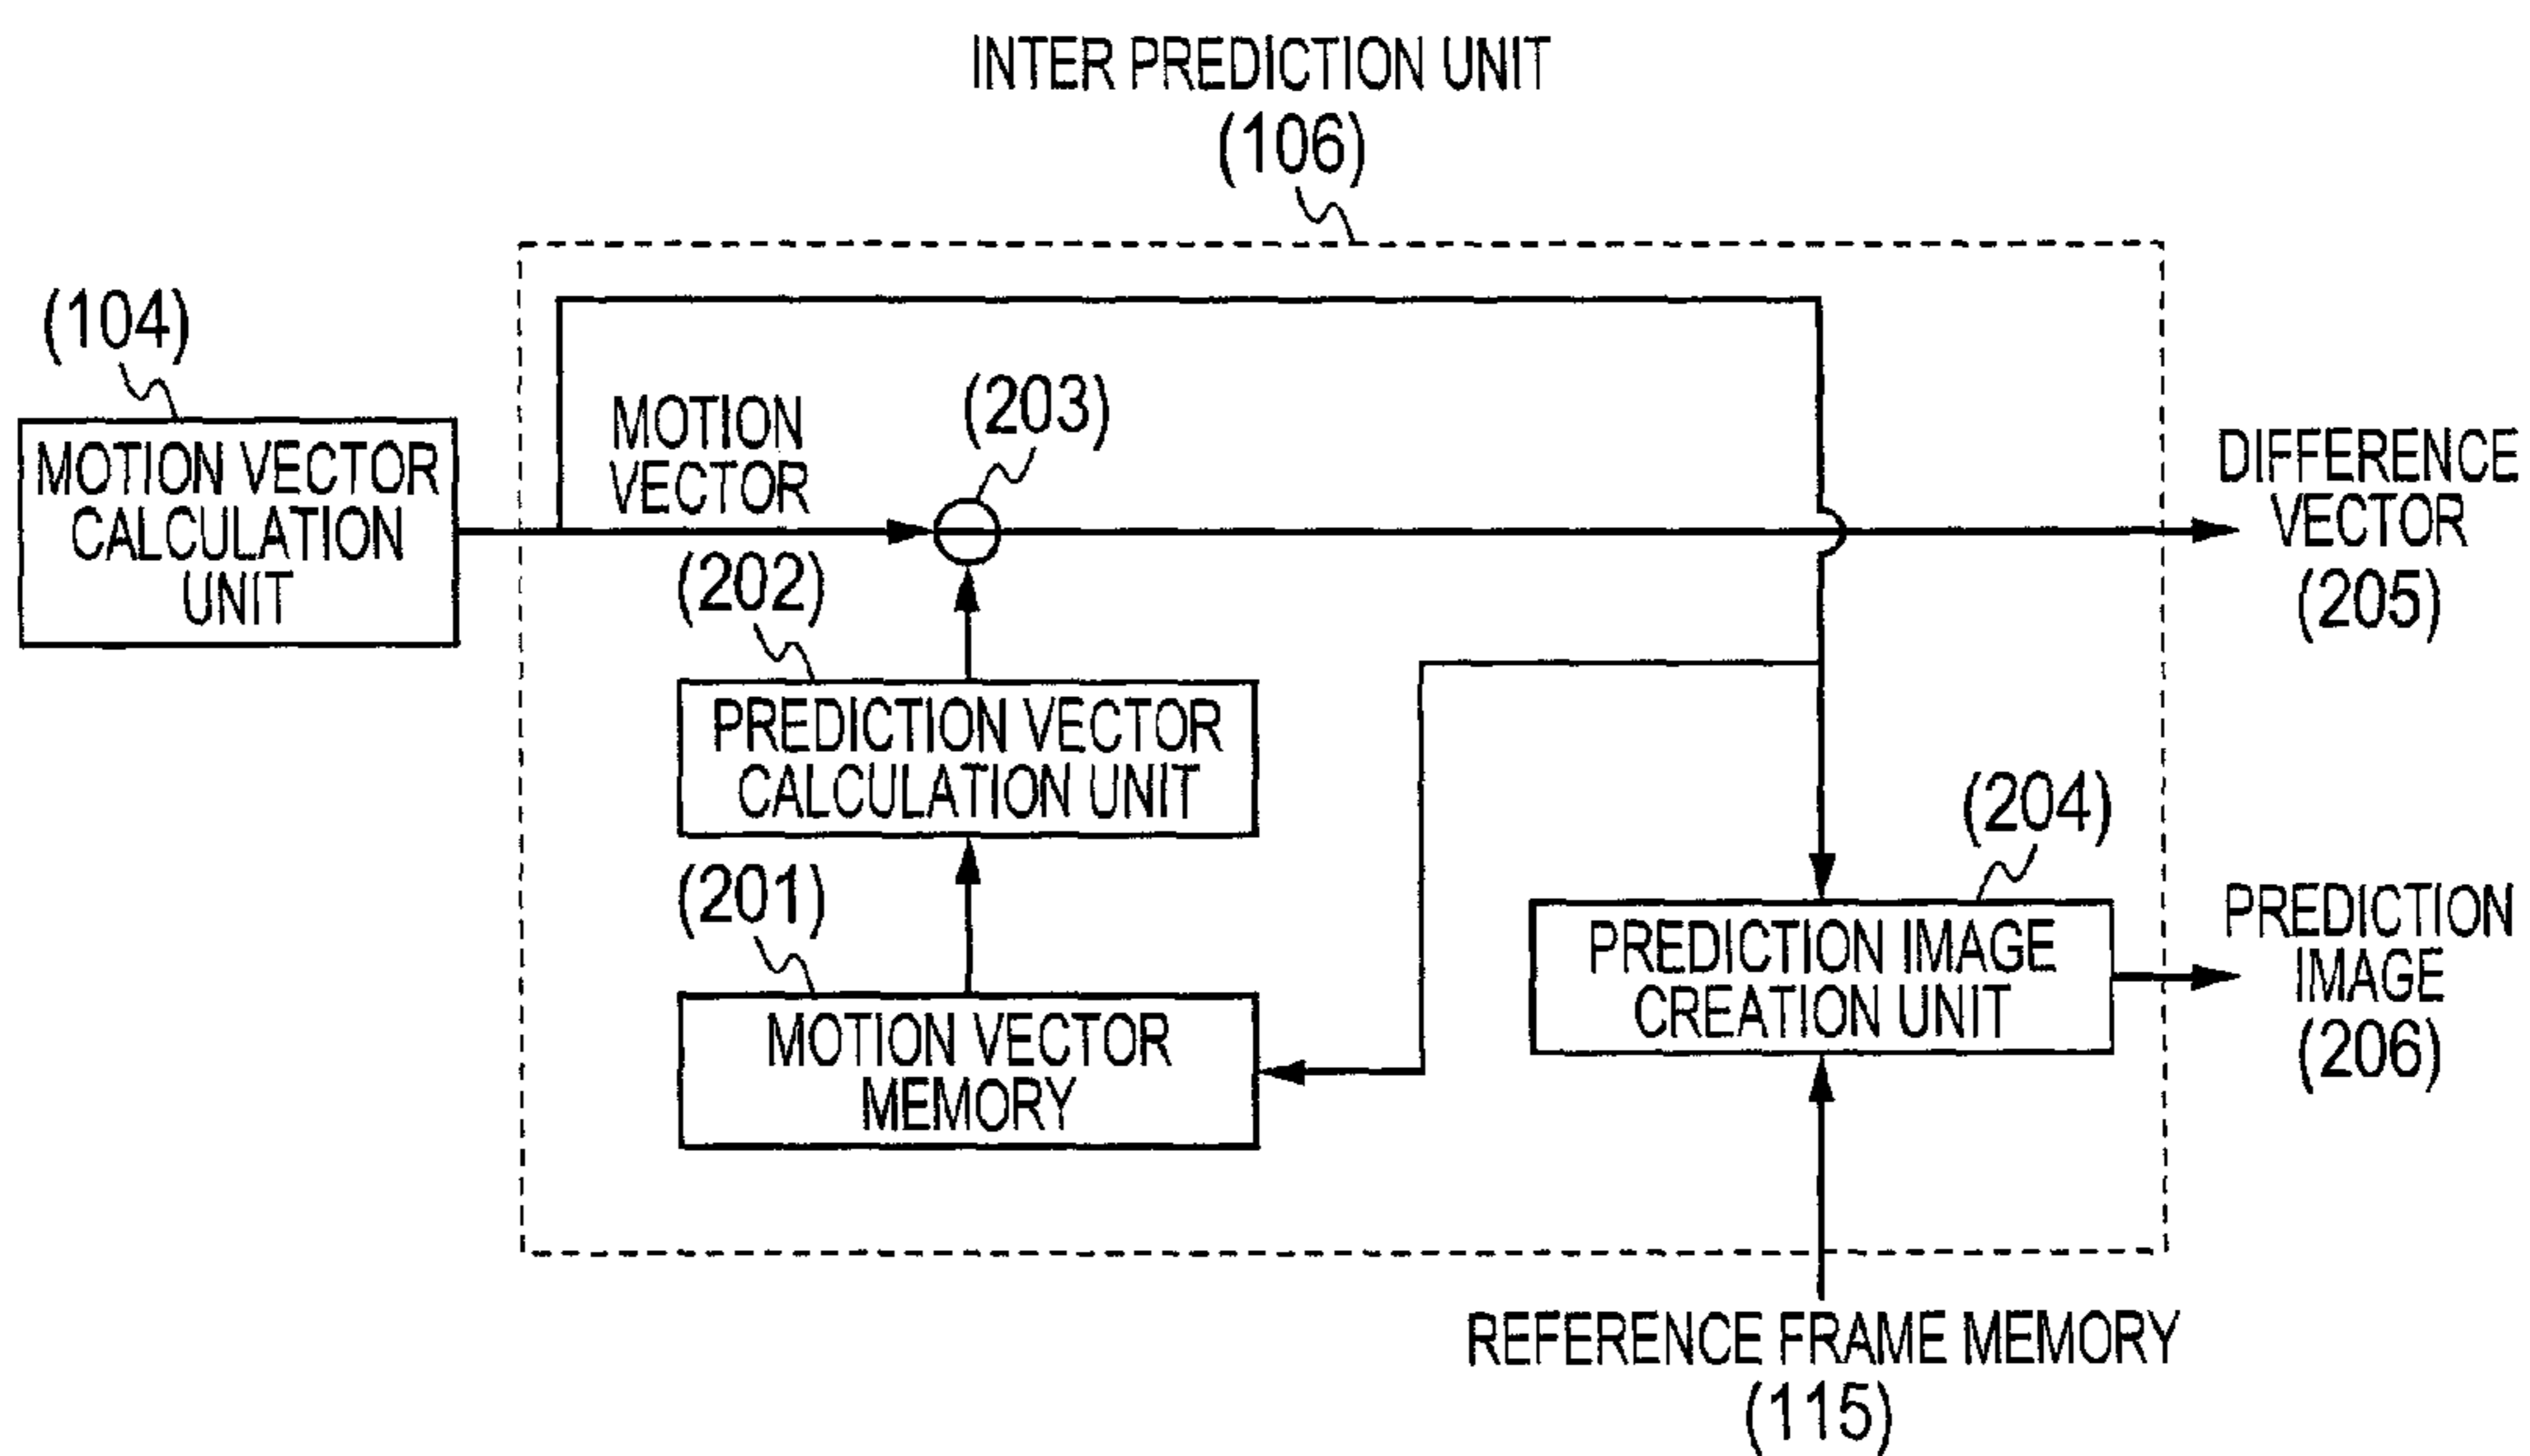 INTER PREDICTION UNIT
(106)
(104)
MOTION VECTOR
CALCULATION
UNIT
MOTION
VECTOR
(203)
DIFFERENCE
VECTOR
(205)
(202)
PREDICTION VECTOR
CALCULATION UNIT
(201)
MOTION VECTOR
MEMORY
(204)
PREDICTION IMAGE
CREATION UNIT
PREDICTION
IMAGE
(206)
REFERENCE FRAME MEMORY
(115)